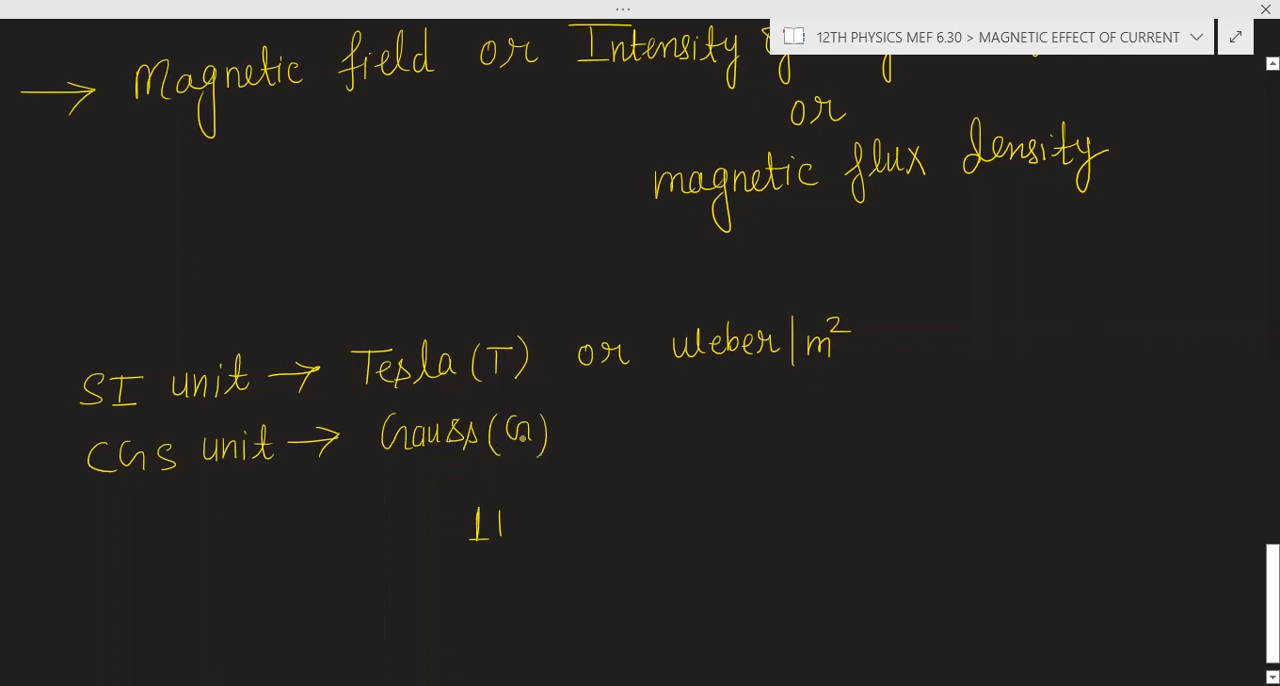 12TH PHYSICS MEF 6.30 > MAGNETIC EFFECT OF CURRENT
→ Magnetic field or Intensity
or
magnetic flux density
SI unit → Tesla (T) or weber|m²
CGS unit → Gauss (G)
1